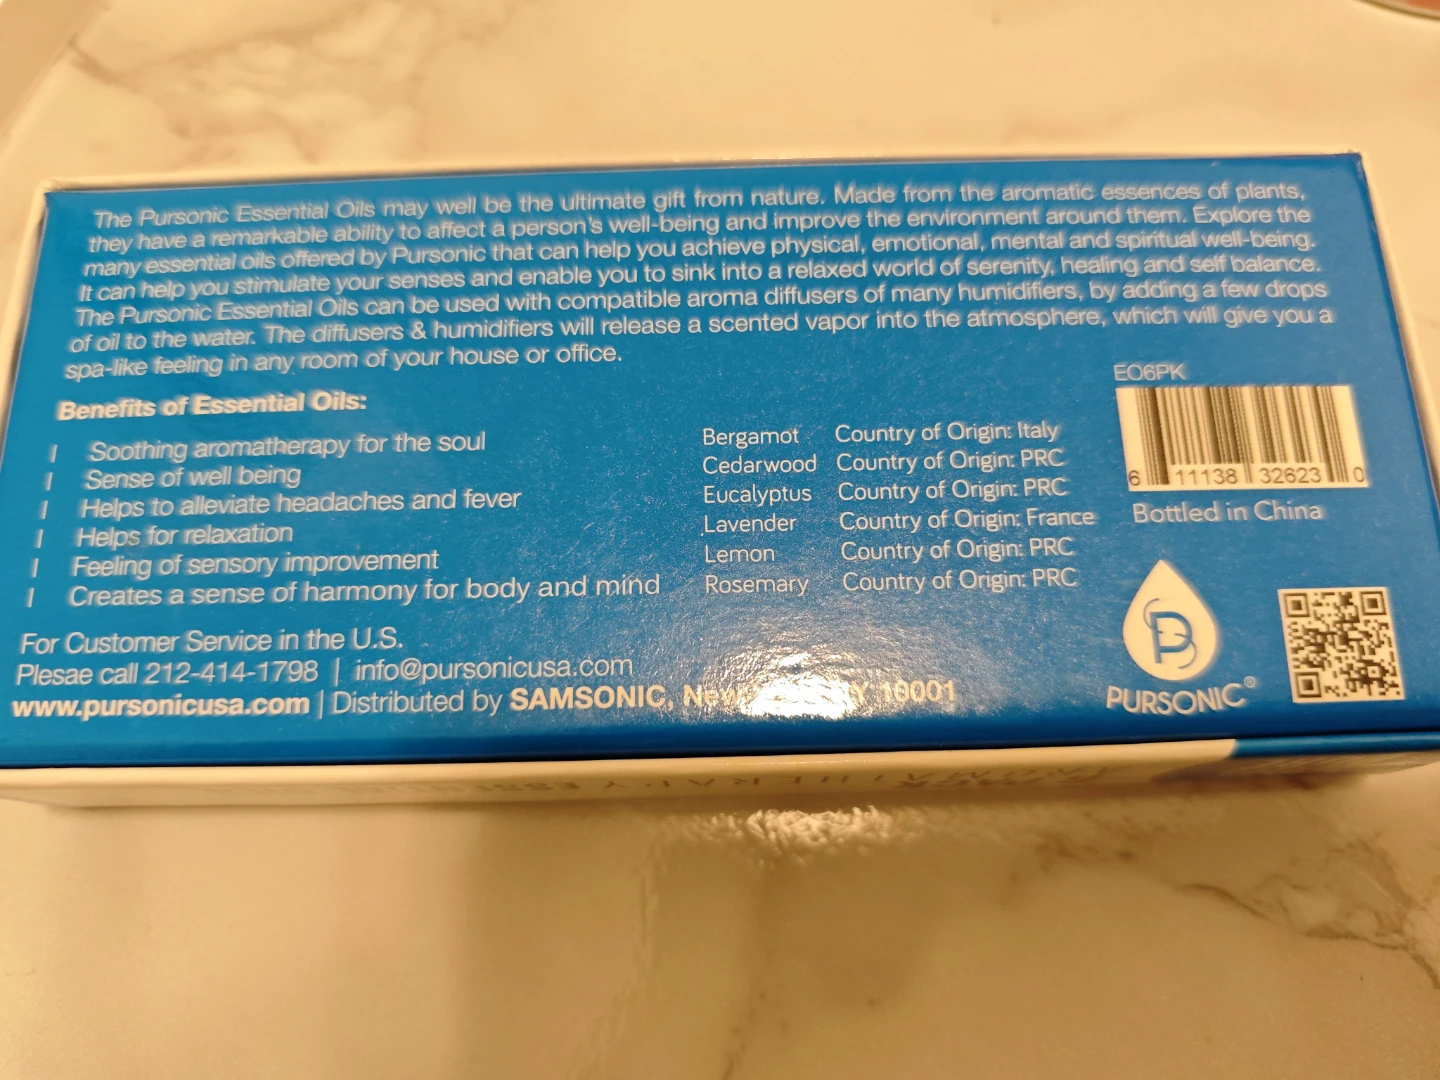 The Pursonic Essential Oils may well be the ultimate gift from nature. Made from the aromatic essences of plants,
they have a remarkable ability to affect a person's well-being and improve the environment around them. Explore the
many essential oils offered by Pursonic that can help you achieve physical, emotional, mental and spiritual well-being.
It can help you stimulate your senses and enable you to sink into a relaxed world of serenity, healing and self balance.
The Pursonic Essential Oils can be used with compatible aroma diffusers of many humidifiers, by adding a few drops
of oil to the water. The diffusers & humidifiers will release a scented vapor into the atmosphere, which will give you a
spa-like feeling in any room of your house or office.
Benefits of Essential Oils:
Soothing aromatherapy for the soul
Sense of well being
Helps to alleviate headaches and fever
Helps for relaxation
Feeling of sensory improvement
Creates a sense of harmony for body and mind
Bergamot Country of Origin: Italy
Cedarwood Country of Origin: PRC
Eucalyptus Country of Origin: PRC
Lavender Country of Origin: France
Lemon Country of Origin: PRC
Rosemary Country of Origin: PRC
EO6PK
6 11138 32623 0
Bottled in China
PURSONIC®
For Customer Service in the U.S.
Plesae call 212-414-1798 | info@pursonicusa.com
www.pursonicusa.com | Distributed by SAMSONIC, 10001